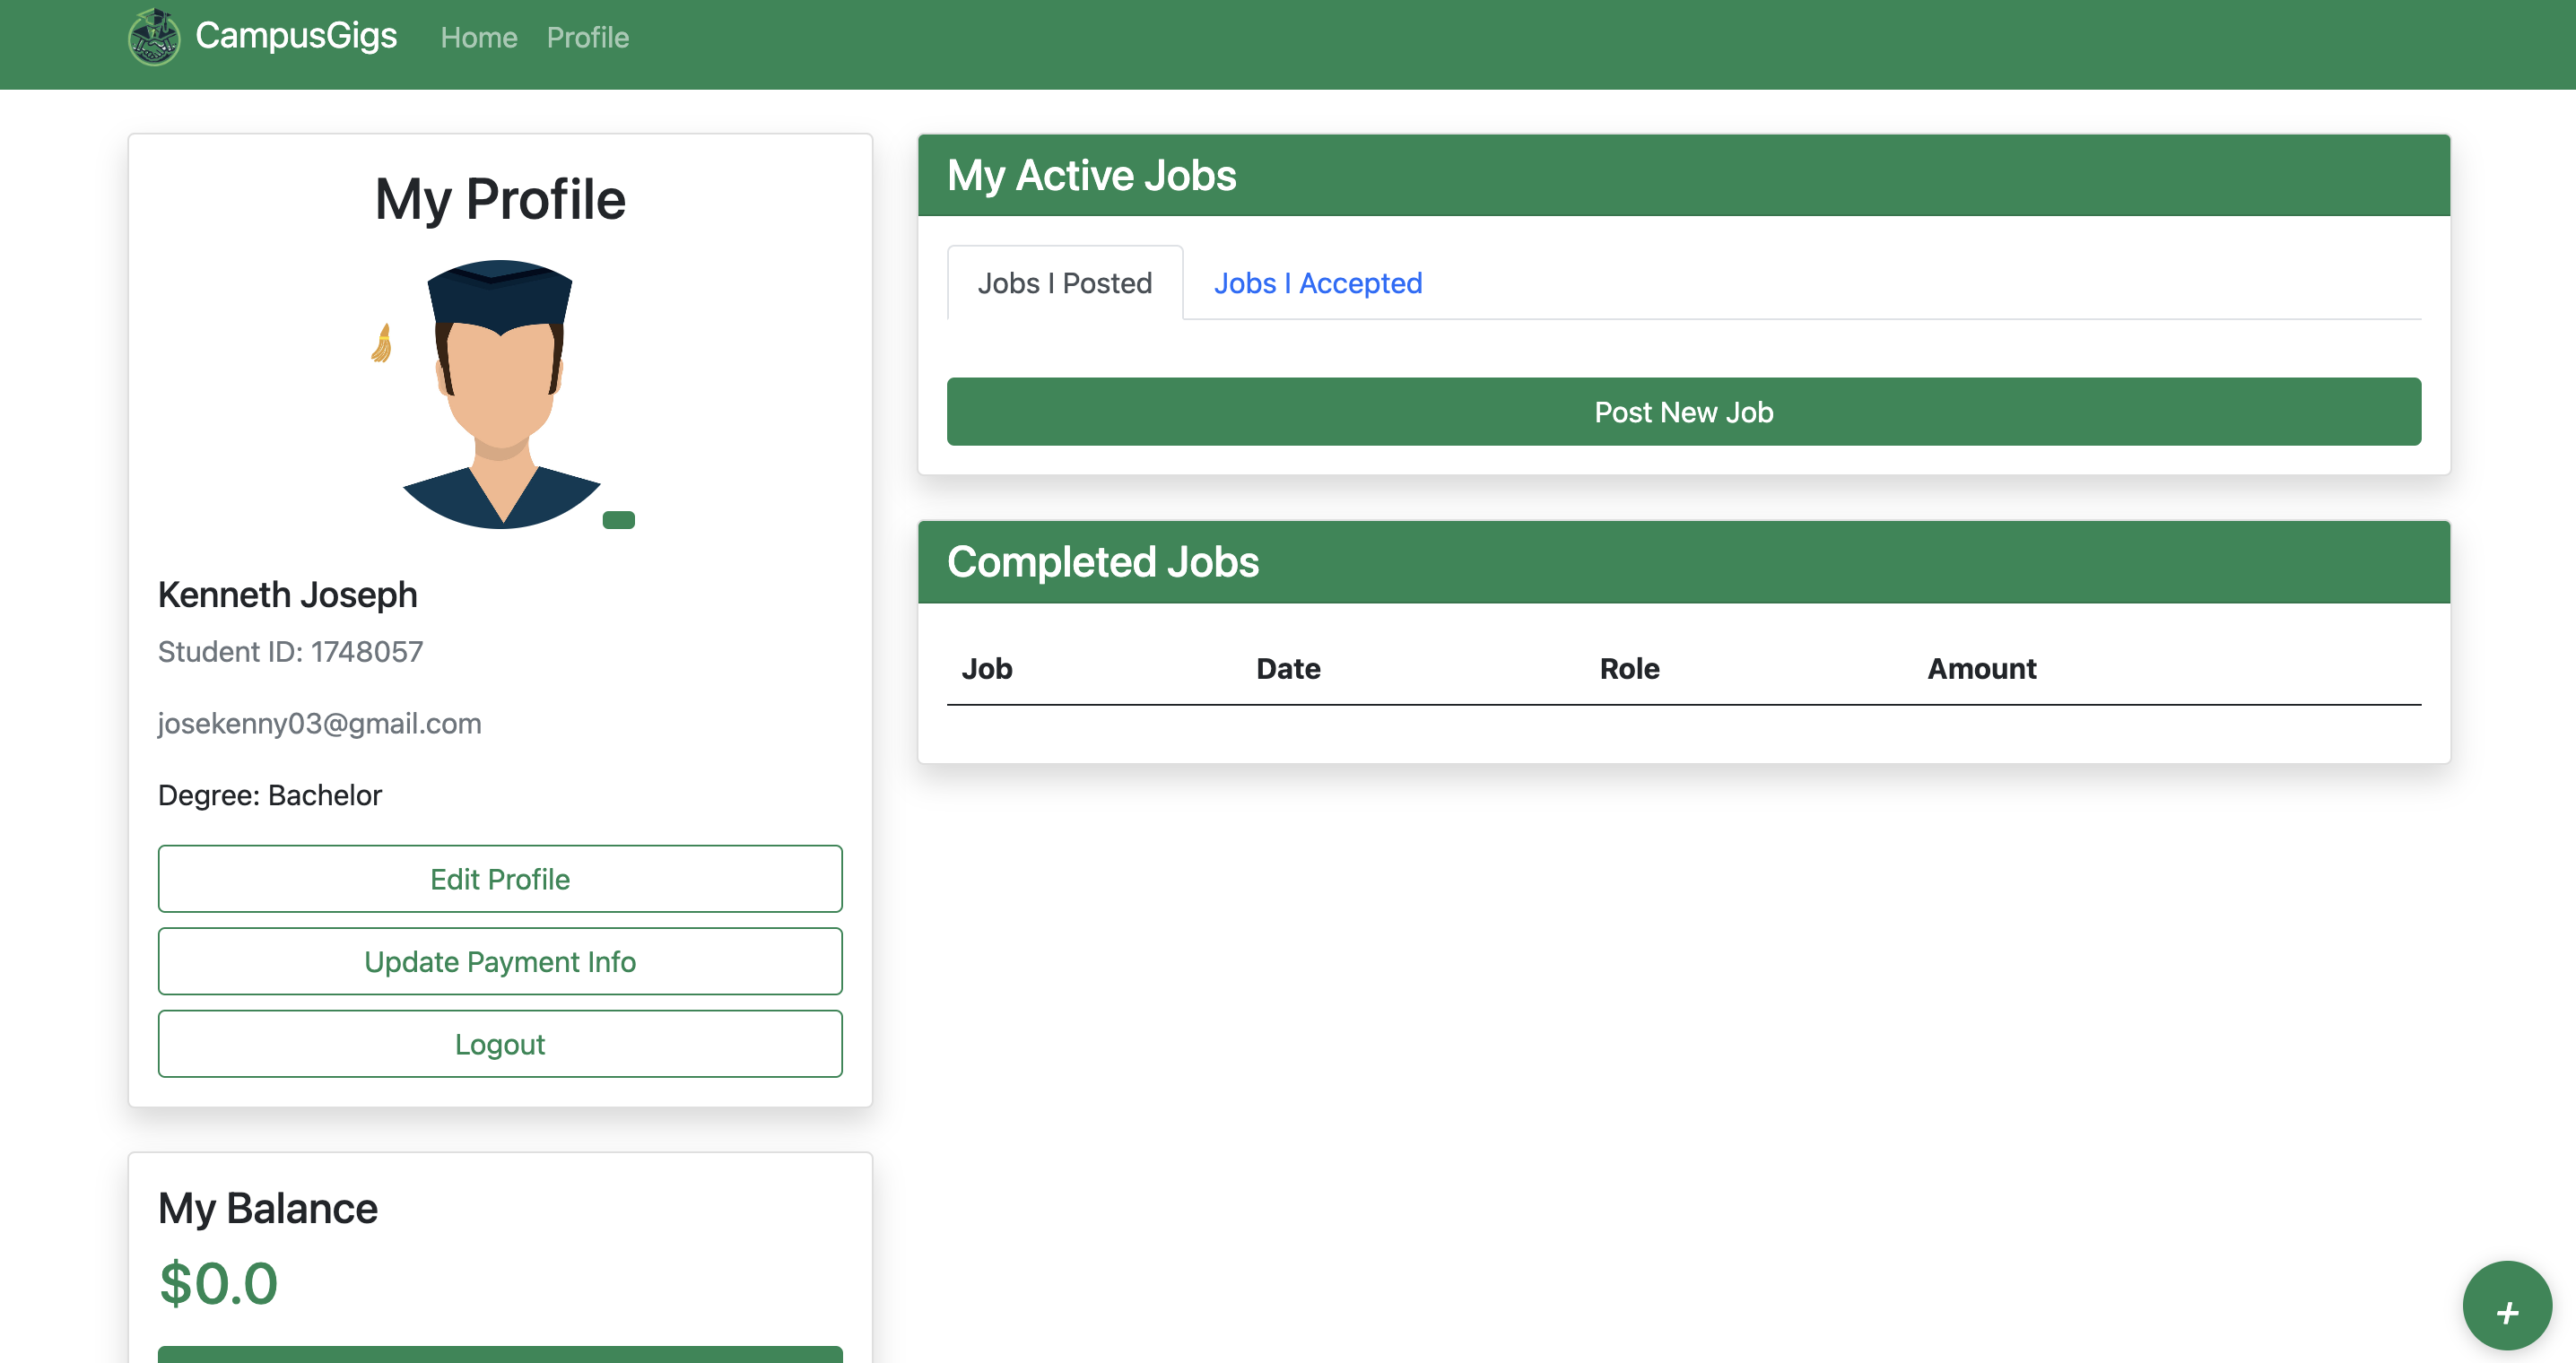 CampusGigs Home Profile
My Profile
Kenneth Joseph
Student ID: 1748057
josekenny03@gmail.com
Degree: Bachelor
Edit Profile
Update Payment Info
Logout
My Balance
$0.0
My Active Jobs
Jobs I Posted Jobs I Accepted
Post New Job
Completed Jobs
Job Date Role Amount
+